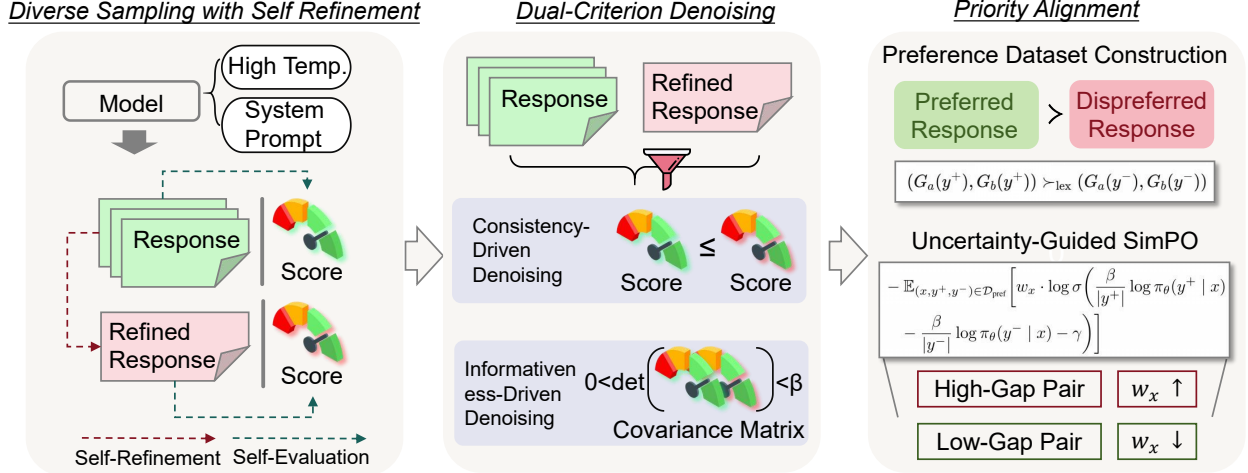 Diverse Sampling with Self Refinement
Model
High Temp.
System
Prompt
Response
Score
Refined
Response
Score
Self-Refinement
Self-Evaluation
Dual-Criterion Denoising
Response
Refined
Response
Consistency-
Driven
Denoising
Score
≤
Score
Informativen
ess-Driven
Denoising
0<det( )<β
Covariance Matrix
Priority Alignment
Preference Dataset Construction
Preferred
Response
≻
Dispreferred
Response
(G_a(y^+), G_b(y^+)) ≻_lex (G_a(y^-), G_b(y^-))
Uncertainty-Guided SimPO
- 𝔼_{(x,y^+,y^-)∈𝒟_pref}[w_x · log σ(β/|y^+| log π_θ(y^+ | x)
- β/|y^-| log π_θ(y^- | x) - γ)]
High-Gap Pair
w_x ↑
Low-Gap Pair
w_x ↓